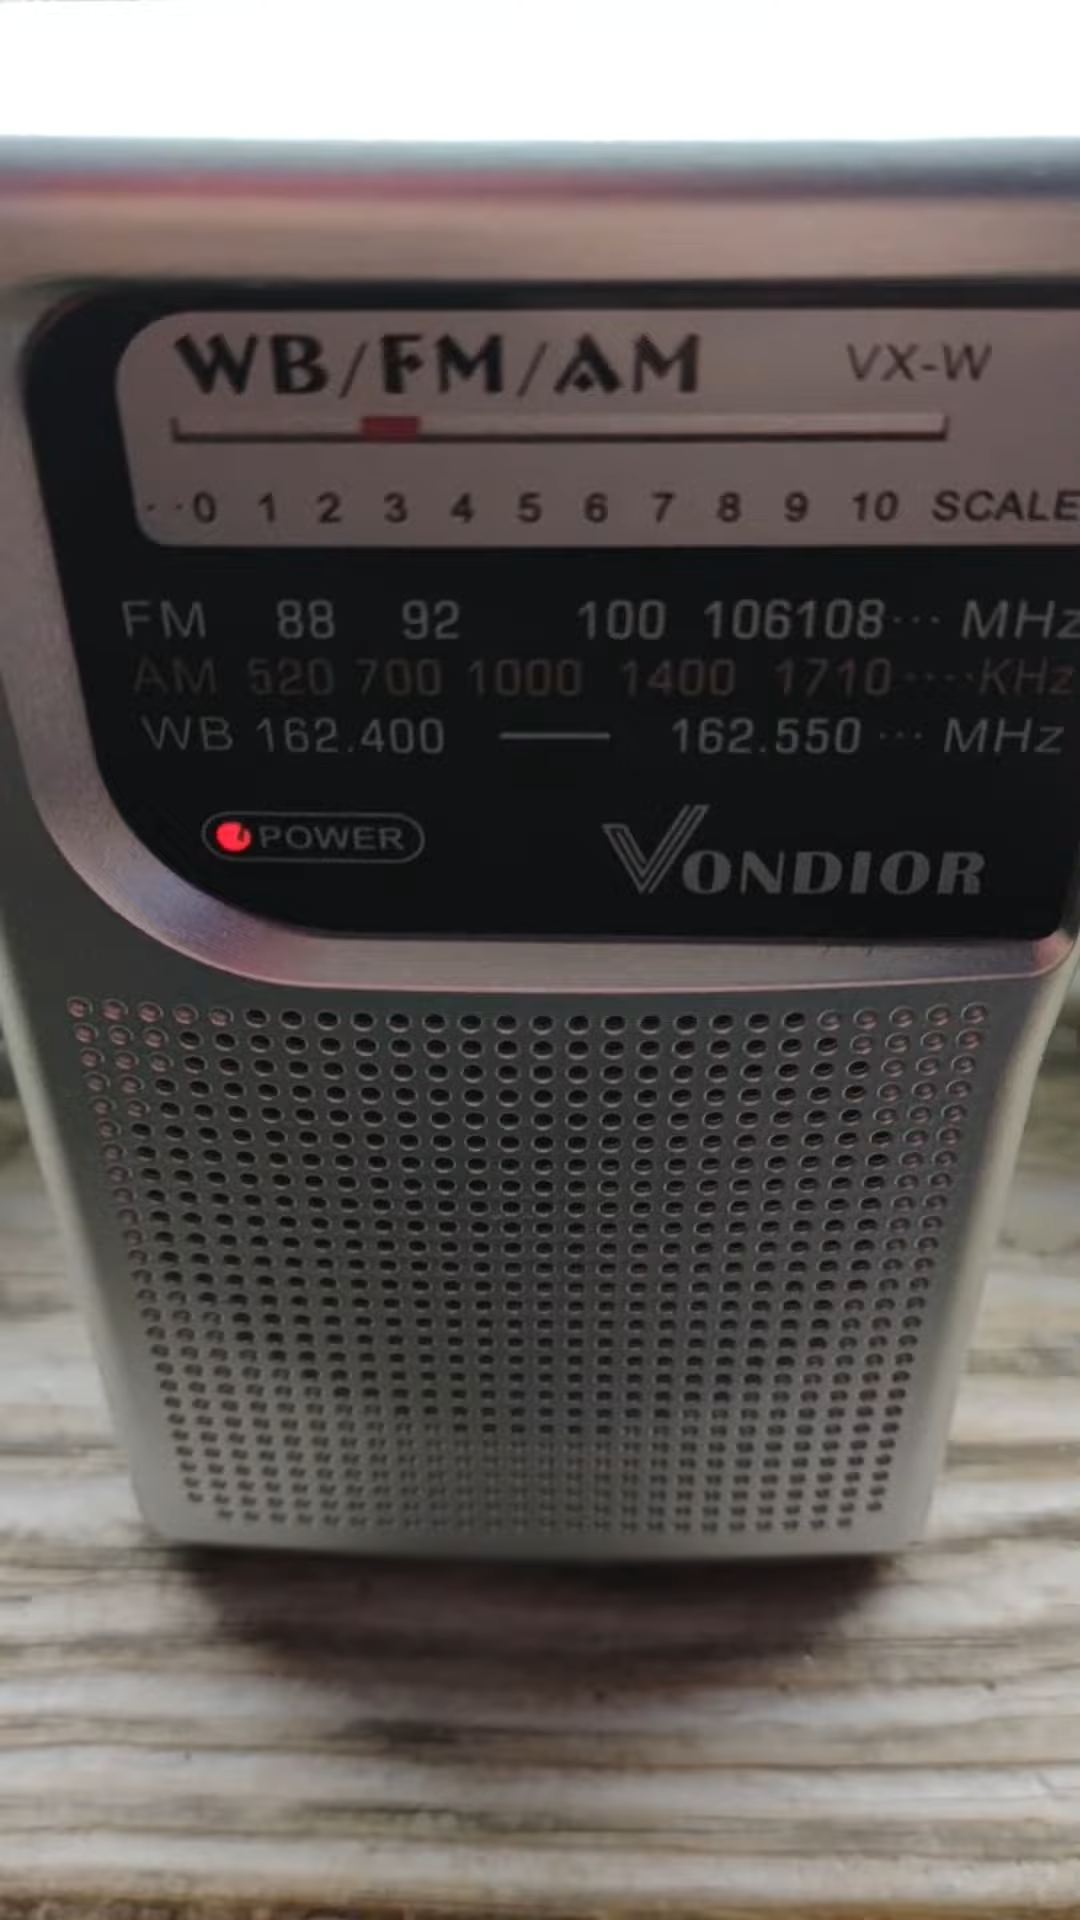 WB/FM/AM VX-W
··0 1 2 3 4 5 6 7 8 9 10 SCALE
FM 88 92 100 106108··· MHz
AM 520 700 1000 1400 1710····KHz
WB 162.400 — 162.550 ··· MHz
POWER VONDIOR